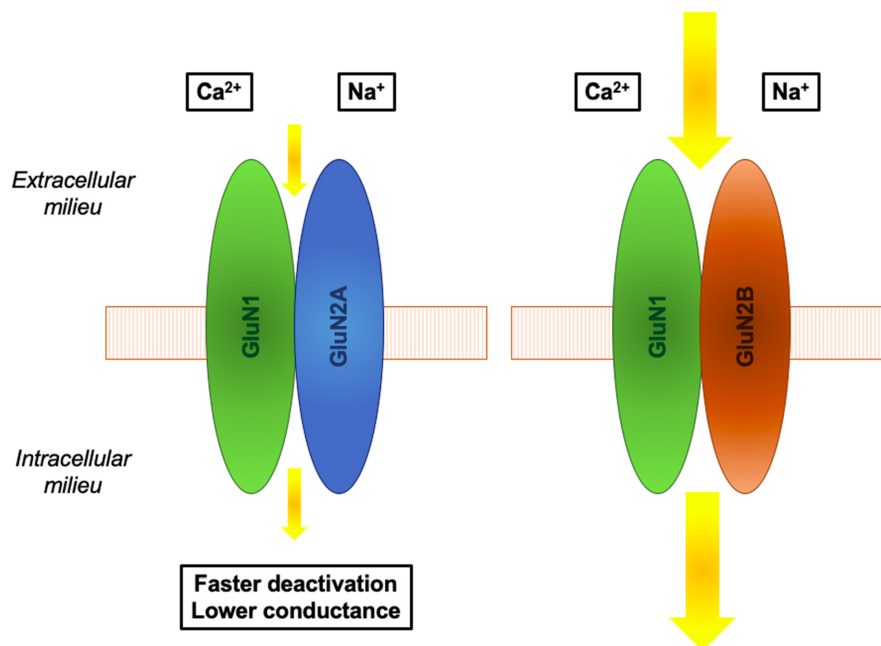 Ca²⁺ Na⁺ Ca²⁺ Na⁺
Extracellular
milieu
GluN1 GluN2A GluN1 GluN2B
Intracellular
milieu
Faster deactivation
Lower conductance